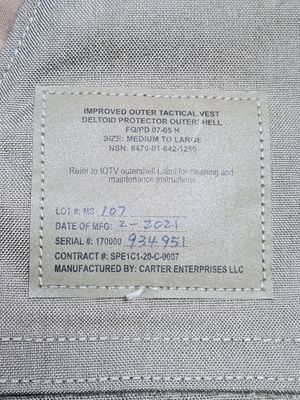 IMPROVED OUTER TACTICAL VEST
DELTOID PROTECTOR OUTER SHELL
FQ/PD 07-05 H
SIZE: MEDIUM TO LARGE
NSN: 8470-01-642-1250
Refer to IOTV outershell Label for cleaning and
maintenance instructions.
LOT #: MS 107
DATE OF MFG: 2-2021
SERIAL #: 170000 934951
CONTRACT #: SPE1C1-20-C-0007
MANUFACTURED BY: CARTER ENTERPRISES LLC